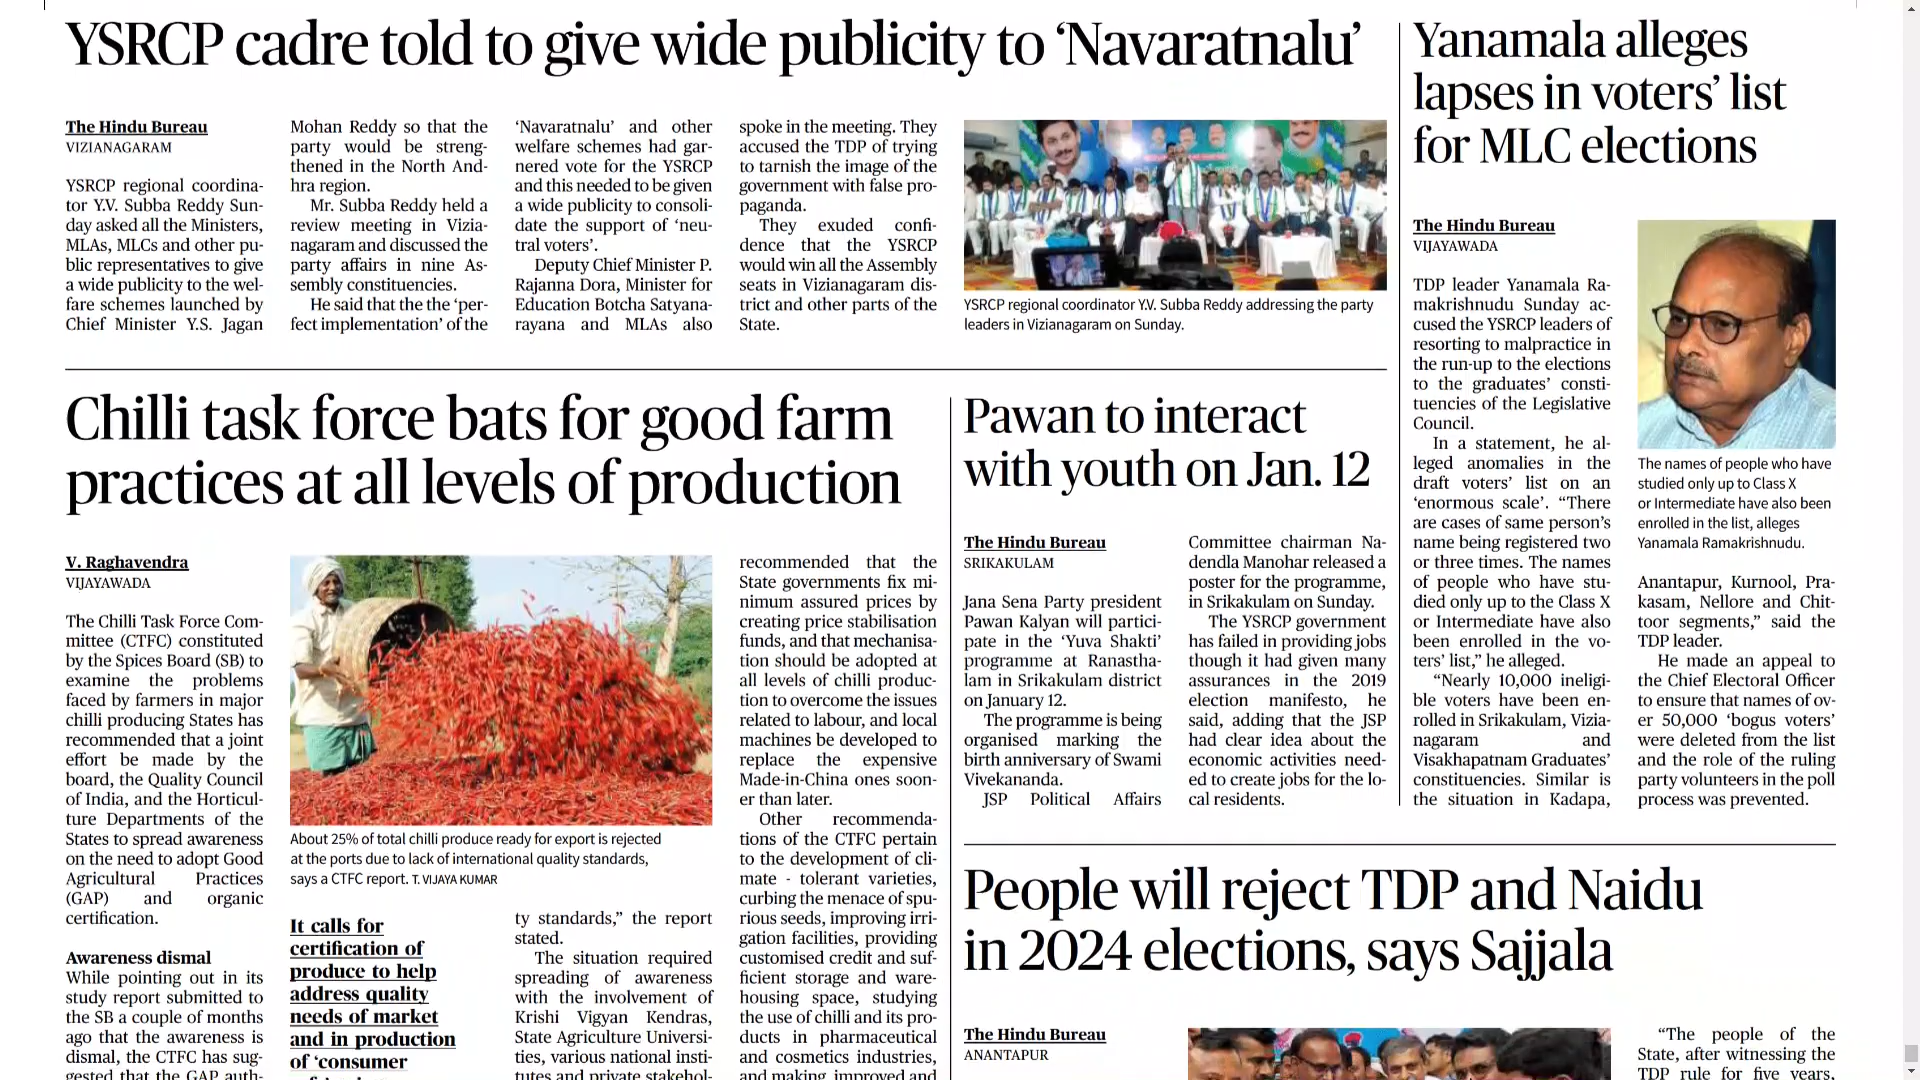 YSRCP cadre told to give wide publicity to ‘Navaratnalu’
The Hindu Bureau
VIZIANAGARAM
YSRCP regional coordina-
tor Y.V. Subba Reddy Sun-
day asked all the Ministers,
MLAs, MLCs and other pu-
blic representatives to give
a wide publicity to the wel-
fare schemes launched by
Chief Minister Y.S. Jagan
Mohan Reddy so that the
party would be streng-
thened in the North And-
hra region.
Mr. Subba Reddy held a
review meeting in Vizia-
nagaram and discussed the
party affairs in nine As-
sembly constituencies.
He said that the the ‘per-
fect implementation’ of the
‘Navaratnalu’ and other
welfare schemes had gar-
nered vote for the YSRCP
and this needed to be given
a wide publicity to consoli-
date the support of ‘neu-
tral voters’.
Deputy Chief Minister P.
Rajanna Dora, Minister for
Education Botcha Satyana-
rayana and MLAs also
spoke in the meeting. They
accused the TDP of trying
to tarnish the image of the
government with false pro-
paganda.
They exuded confi-
dence that the YSRCP
would win all the Assembly
seats in Vizianagaram dis-
trict and other parts of the
State.
YSRCP regional coordinator Y.V. Subba Reddy addressing the party
leaders in Vizianagaram on Sunday.
Yanamala alleges
lapses in voters’ list
for MLC elections
The Hindu Bureau
VIJAYAWADA
TDP leader Yanamala Ra-
makrishnudu Sunday ac-
cused the YSRCP leaders of
resorting to malpractice in
the run-up to the elections
to the graduates’ consti-
tuencies of the Legislative
Council.
In a statement, he al-
leged anomalies in the
draft voters’ list on an
‘enormous scale’. “There
are cases of same person’s
name being registered two
or three times. The names
of people who have stu-
died only up to the Class X
or Intermediate have also
been enrolled in the vo-
ters’ list,” he alleged.
“Nearly 10,000 ineligi-
ble voters have been en-
rolled in Srikakulam, Vizia-
nagaram and
Visakhapatnam Graduates’
constituencies. Similar is
the situation in Kadapa,
The names of people who have
studied only up to Class X
or Intermediate have also been
enrolled in the list, alleges
Yanamala Ramakrishnudu.
Anantapur, Kurnool, Pra-
kasam, Nellore and Chit-
toor segments,” said the
TDP leader.
He made an appeal to
the Chief Electoral Officer
to ensure that names of ov-
er 50,000 ‘bogus voters’
were deleted from the list
and the role of the ruling
party volunteers in the poll
process was prevented.
Chilli task force bats for good farm
practices at all levels of production
V. Raghavendra
VIJAYAWADA
The Chilli Task Force Com-
mittee (CTFC) constituted
by the Spices Board (SB) to
examine the problems
faced by farmers in major
chilli producing States has
recommended that a joint
effort be made by the
board, the Quality Council
of India, and the Horticul-
ture Departments of the
States to spread awareness
on the need to adopt Good
Agricultural Practices
(GAP) and organic
certification.
Awareness dismal
While pointing out in its
study report submitted to
the SB a couple of months
ago that the awareness is
dismal, the CTFC has sug-
gested that the GAP auth-
About 25% of total chilli produce ready for export is rejected
at the ports due to lack of international quality standards,
says a CTFC report. T. VIJAYA KUMAR
It calls for
certification of
produce to help
address quality
needs of market
and in production
of ‘consumer
ty standards,” the report
stated.
The situation required
spreading of awareness
with the involvement of
Krishi Vigyan Kendras,
State Agriculture Universi-
ties, various national insti-
tutes and private stakehol-
recommended that the
State governments fix mi-
nimum assured prices by
creating price stabilisation
funds, and that mechanisa-
tion should be adopted at
all levels of chilli produc-
tion to overcome the issues
related to labour, and local
machines be developed to
replace the expensive
Made-in-China ones soon-
er than later.
Other recommenda-
tions of the CTFC pertain
to the development of cli-
mate - tolerant varieties,
curbing the menace of spu-
rious seeds, improving irri-
gation facilities, providing
customised credit and suf-
ficient storage and ware-
housing space, studying
the use of chilli and its pro-
ducts in pharmaceutical
and cosmetics industries,
and making, improved and
Pawan to interact
with youth on Jan. 12
The Hindu Bureau
SRIKAKULAM
Jana Sena Party president
Pawan Kalyan will partici-
pate in the ‘Yuva Shakti’
programme at Ranastha-
lam in Srikakulam district
on January 12.
The programme is being
organised marking the
birth anniversary of Swami
Vivekananda.
JSP Political Affairs
Committee chairman Na-
dendla Manohar released a
poster for the programme,
in Srikakulam on Sunday.
The YSRCP government
has failed in providing jobs
though it had given many
assurances in the 2019
election manifesto, he
said, adding that the JSP
had clear idea about the
economic activities need-
ed to create jobs for the lo-
cal residents.
People will reject TDP and Naidu
in 2024 elections, says Sajjala
The Hindu Bureau
ANANTAPUR
“The people of the
State, after witnessing the
TDP rule for five years,